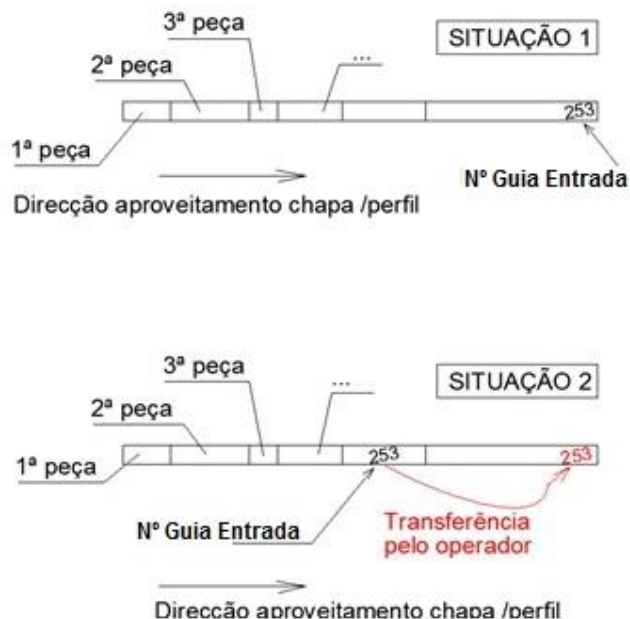 3ª peça
SITUAÇÃO 1
2ª peça
...
253
1ª peça
Nº Guia Entrada
Direcção aproveitamento chapa /perfil
3ª peça
SITUAÇÃO 2
2ª peça
...
253
253
1ª peça
Nº Guia Entrada
Transferência
pelo operador
Direcção aproveitamento chapa /perfil